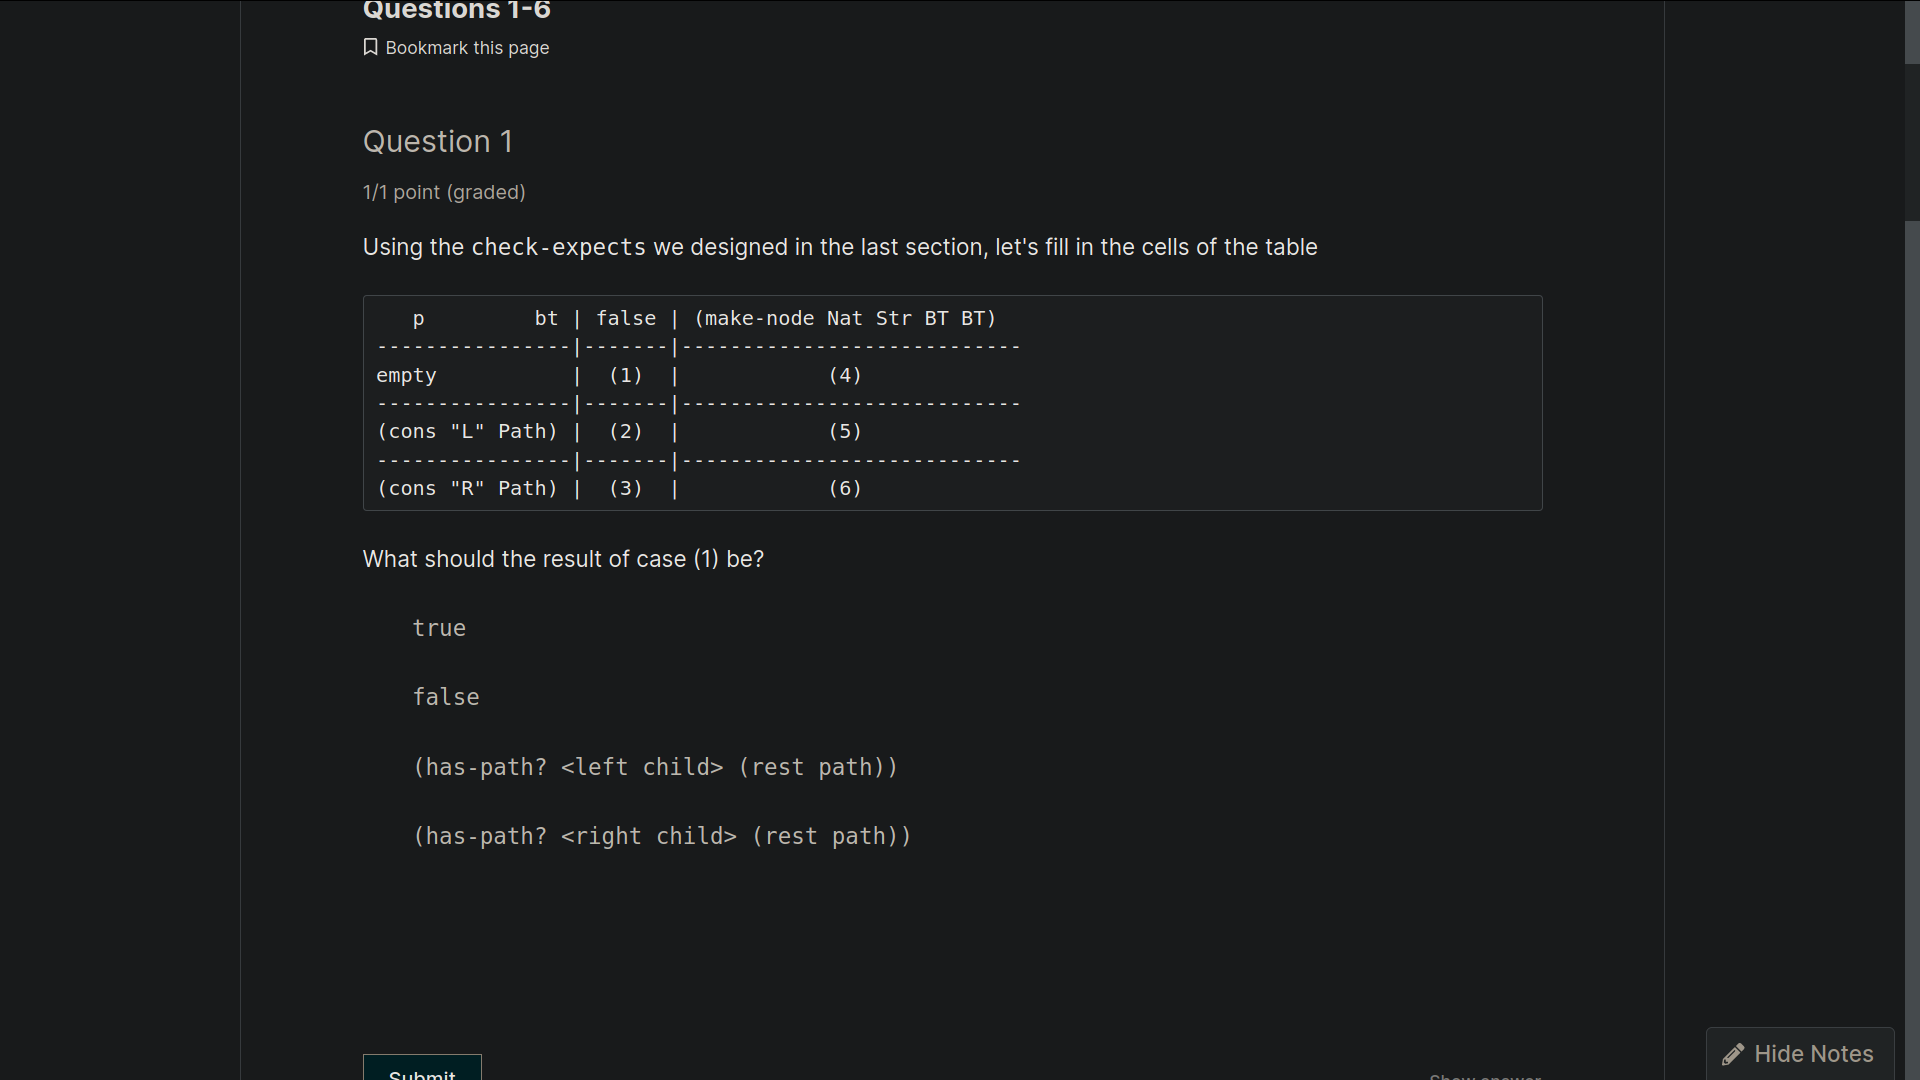 Questions 1-6
Bookmark this page
Question 1
1/1 point (graded)
Using the check-expects we designed in the last section, let's fill in the cells of the table
   p         bt | false | (make-node Nat Str BT BT)
----------------|-------|----------------------------
empty           |  (1)  |            (4)
----------------|-------|----------------------------
(cons "L" Path) |  (2)  |            (5)
----------------|-------|----------------------------
(cons "R" Path) |  (3)  |            (6)
What should the result of case (1) be?
true
false
(has-path? <left child> (rest path))
(has-path? <right child> (rest path))
Hide Notes
Submit
Show answer